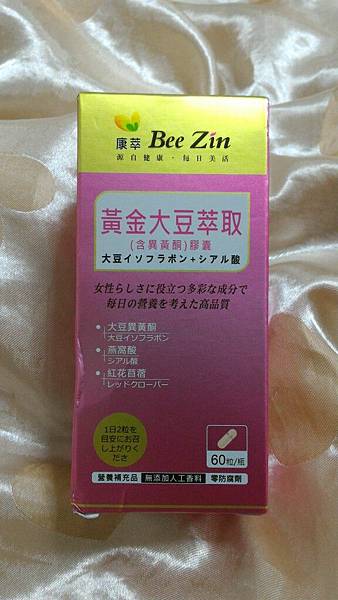 康萃 Bee Zin
源自健康·每日美活
黃金大豆萃取
(含異黃酮)膠囊
大豆イソフラボン+シアル酸
女性らしさに役立つ多彩な成分で
毎日の營養を考えた高品質
大豆異黃酮
大豆イソフラボン
燕窩酸
シアル酸
紅花苜蓿
レッドクローバー
1日2粒を
目安にお召
し上がりく
ださ
60粒/瓶
營養補充品 無添加人工香料 零防腐劑